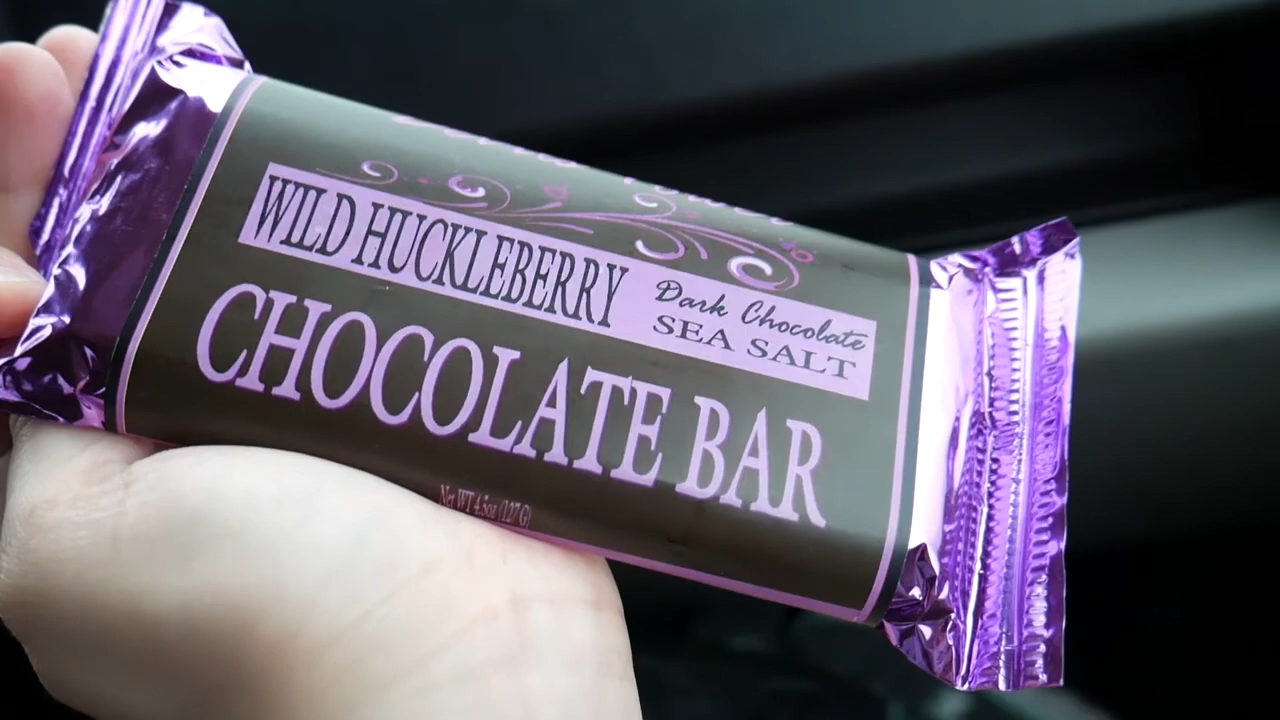 WILD HUCKLEBERRY
Dark Chocolate
SEA SALT
CHOCOLATE BAR
Net WT 4.5oz (127 G)